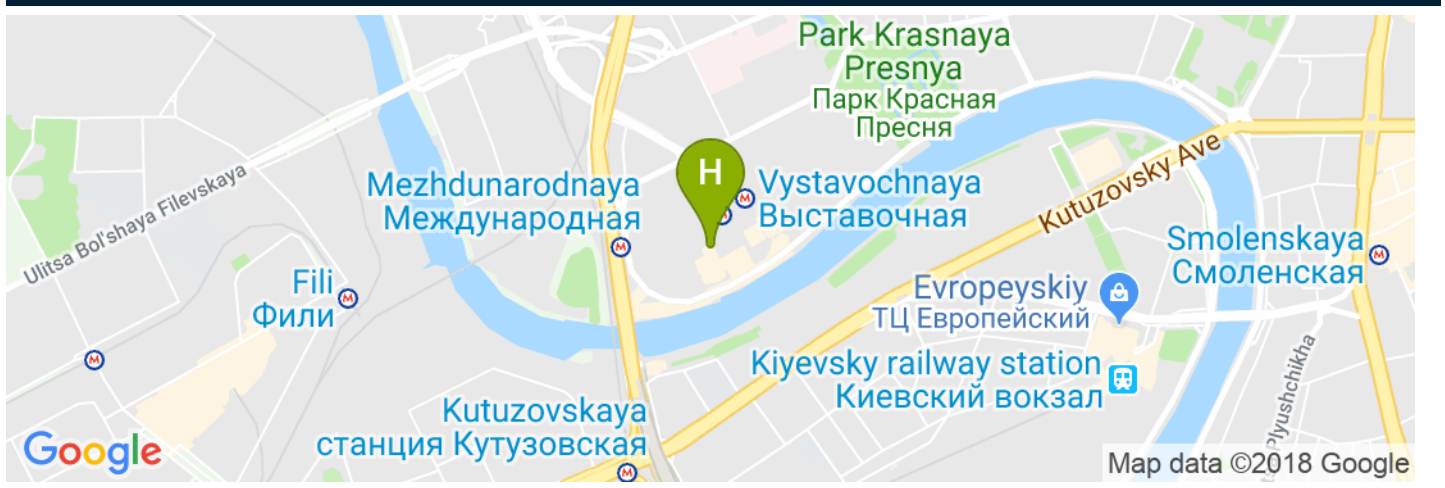 Park Krasnaya
Presnya
Парк Красная
Пресня
Kutuzovsky Ave
Ulitsa Bol'shaya Filevskaya
Mezhdunarodnaya
Международная
H
Vystavochnaya
Выставочная
Smolenskaya
Смоленская
Fili
Фили
Evropeyskiy
ТЦ Европейский
Kiyevsky railway station
Киевский вокзал
Plyushchikha
Kutuzovskaya
станция Кутузовская
Google
Map data ©2018 Google